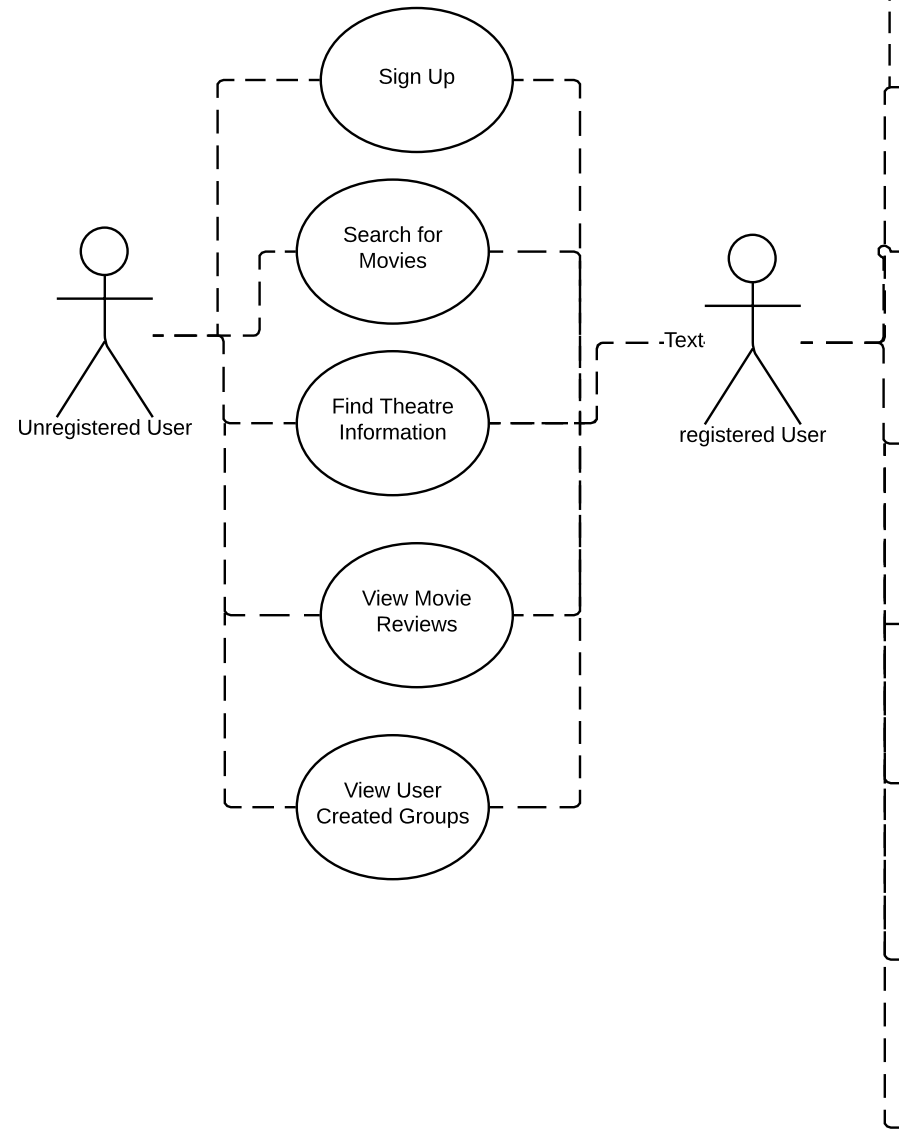 Sign Up
Search for
Movies
Unregistered User
Text
registered User
Find Theatre
Information
View Movie
Reviews
View User
Created Groups